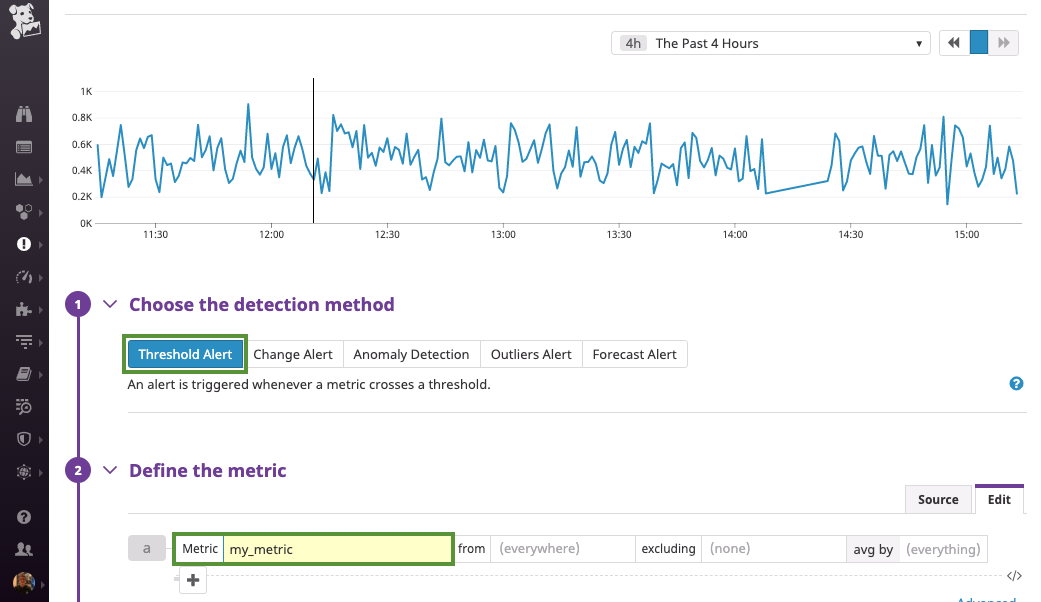 4h The Past 4 Hours
1K
0.8K
0.6K
0.4K
0.2K
0K
11:30 12:00 12:30 13:00 13:30 14:00 14:30 15:00
1 Choose the detection method
Threshold Alert Change Alert Anomaly Detection Outliers Alert Forecast Alert
An alert is triggered whenever a metric crosses a threshold.
?
2 Define the metric
Source Edit
a Metric my_metric from (everywhere) excluding (none) avg by (everything)
+ </>
Advanced